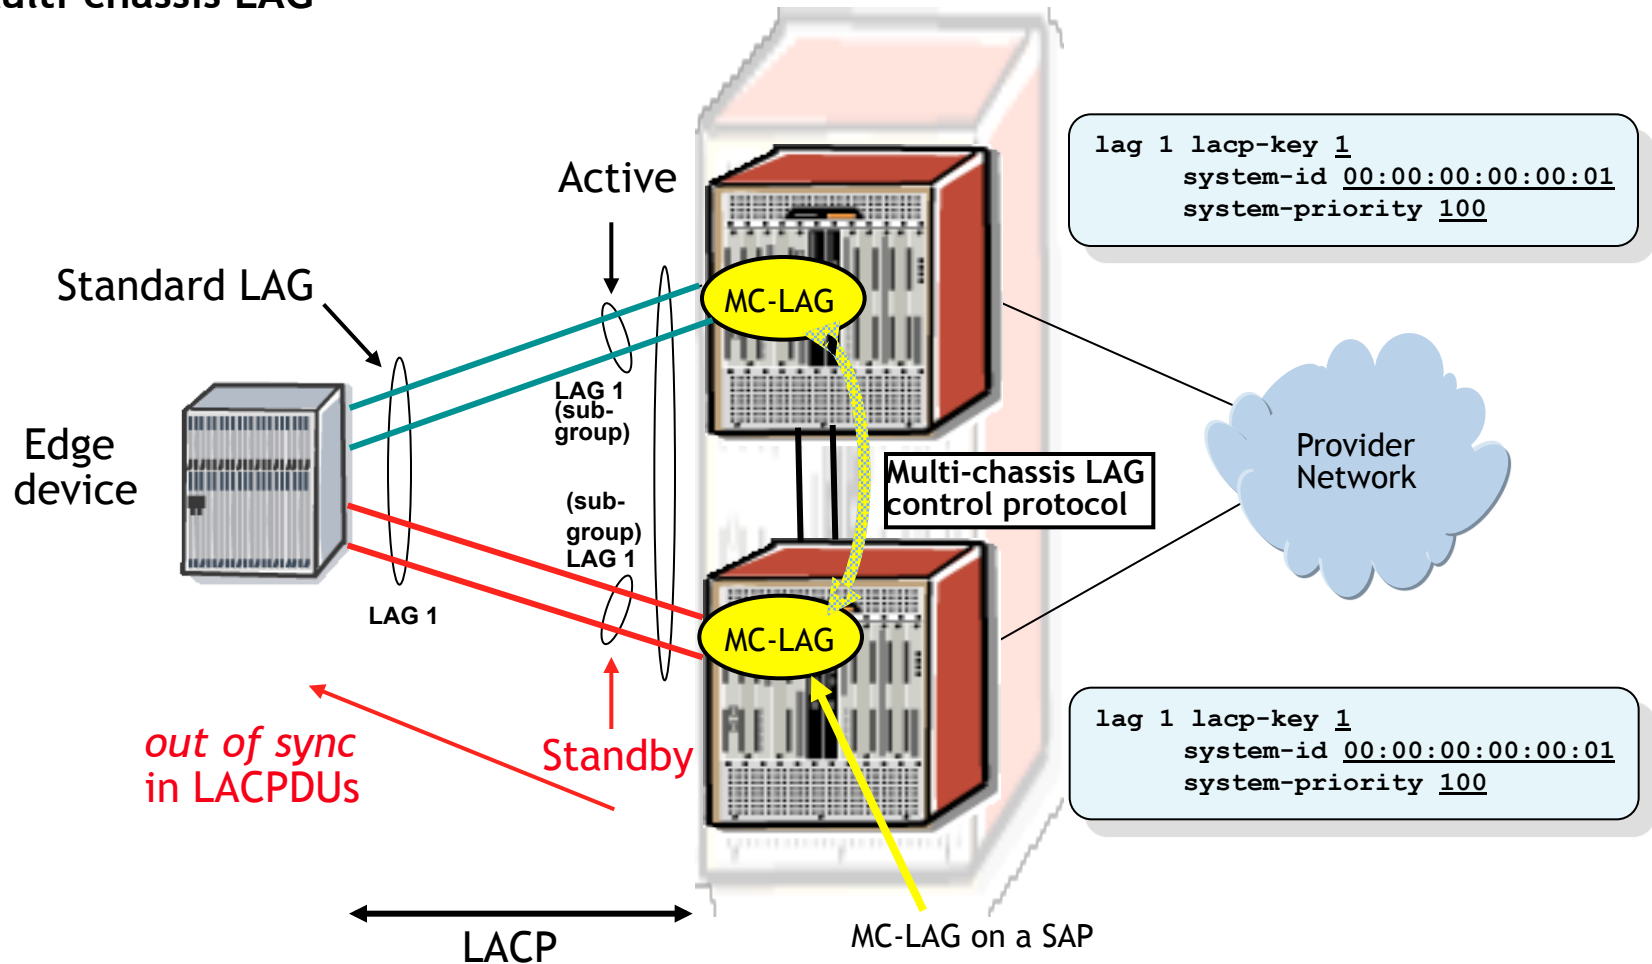 Multi-chassis LAG
Active
lag 1 lacp-key 1
system-id 00:00:00:00:00:01
system-priority 100
Standard LAG
MC-LAG
LAG 1
(sub-
group)
Edge
device
Multi-chassis LAG
control protocol
Provider
Network
(sub-
group)
LAG 1
LAG 1
MC-LAG
out of sync
in LACPDUs
Standby
lag 1 lacp-key 1
system-id 00:00:00:00:00:01
system-priority 100
LACP
MC-LAG on a SAP